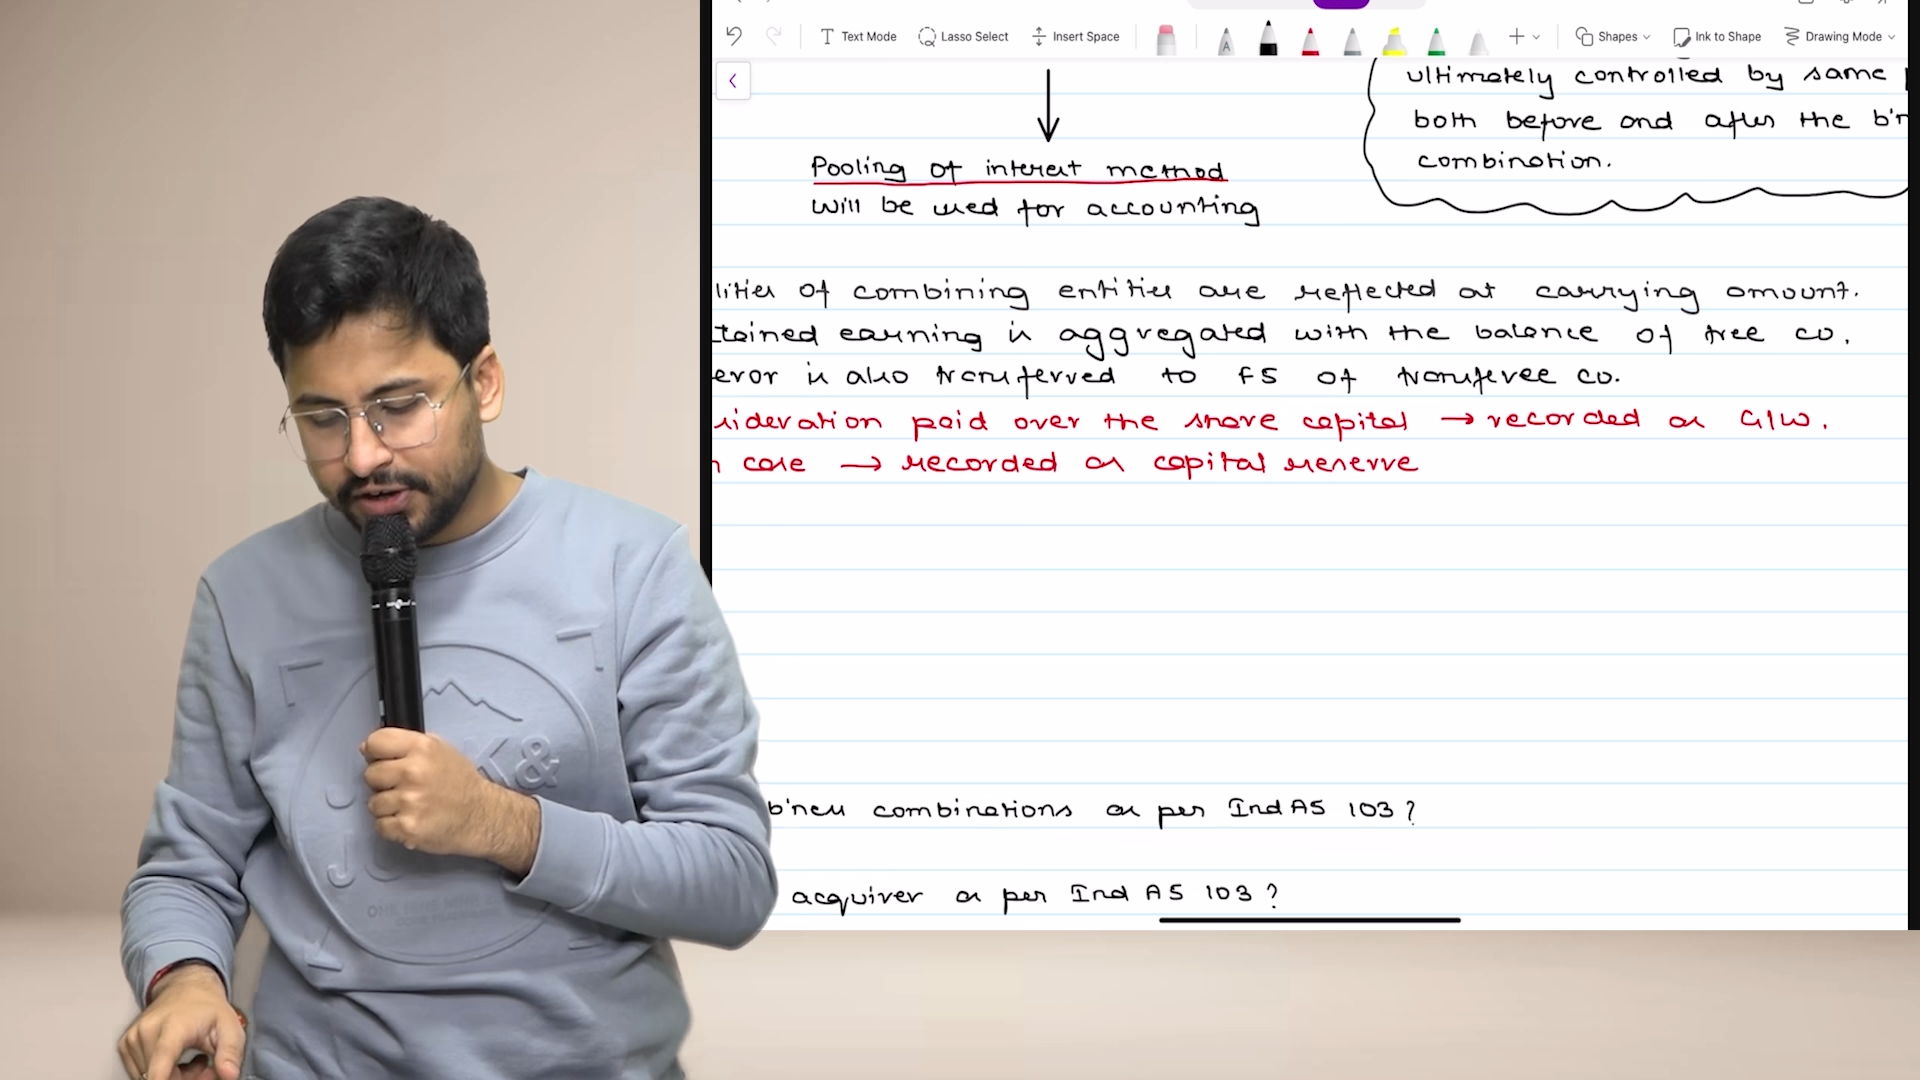 Text Mode Lasso Select Insert Space Shapes Ink to Shape Drawing Mode
ultimately controlled by same
both before and after the b'n
combination.
Pooling of interest method
will be used for accounting
lities of combining entities are reflected at carrying amount.
tained earning is aggregated with the balance of tree co.
eror is also transferred to FS of transferee co.
sideration paid over the share capital → recorded as G/W.
n case → recorded as capital reserve
b'ness combinations as per Ind AS 103?
acquirer as per Ind AS 103?